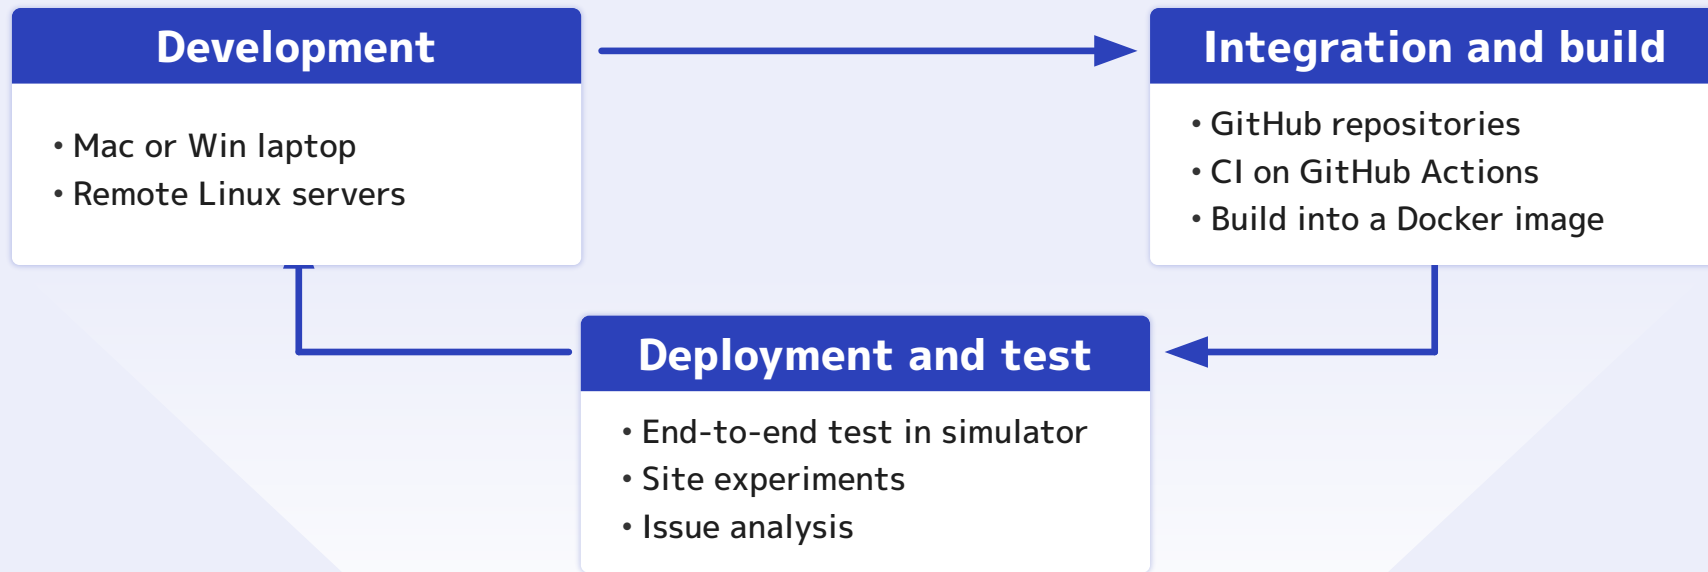 Development
• Mac or Win laptop
• Remote Linux servers
Integration and build
• GitHub repositories
• CI on GitHub Actions
• Build into a Docker image
Deployment and test
• End-to-end test in simulator
• Site experiments
• Issue analysis